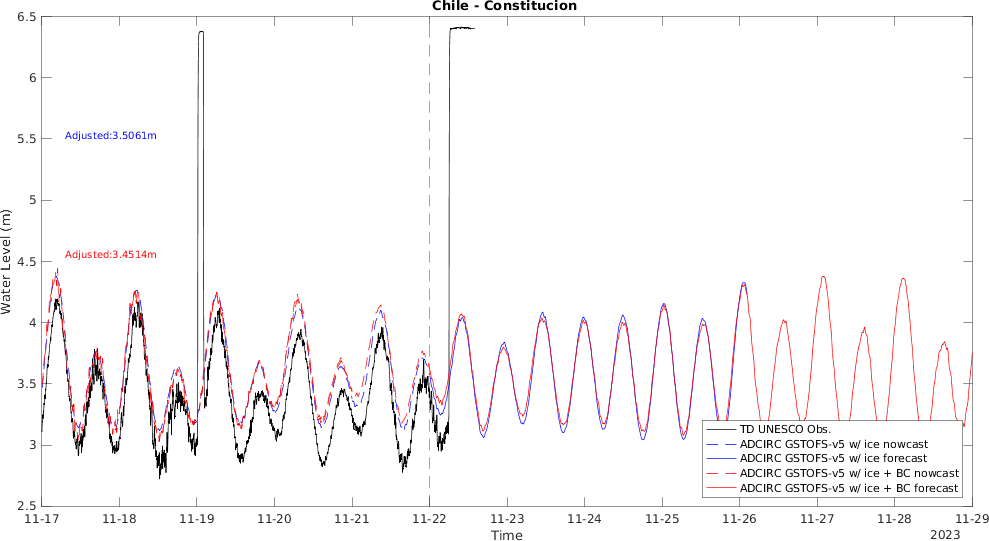 Chile - Constitucion
6.5
6
5.5
5
4.5
4
3.5
3
2.5
Water Level (m)
Adjusted:3.5061m
Adjusted:3.4514m
TD UNESCO Obs.
ADCIRC GSTOFS-v5 w/ ice nowcast
ADCIRC GSTOFS-v5 w/ ice forecast
ADCIRC GSTOFS-v5 w/ ice + BC nowcast
ADCIRC GSTOFS-v5 w/ ice + BC forecast
11-17 11-18 11-19 11-20 11-21 11-22 11-23 11-24 11-25 11-26 11-27 11-28 11-29
Time
2023